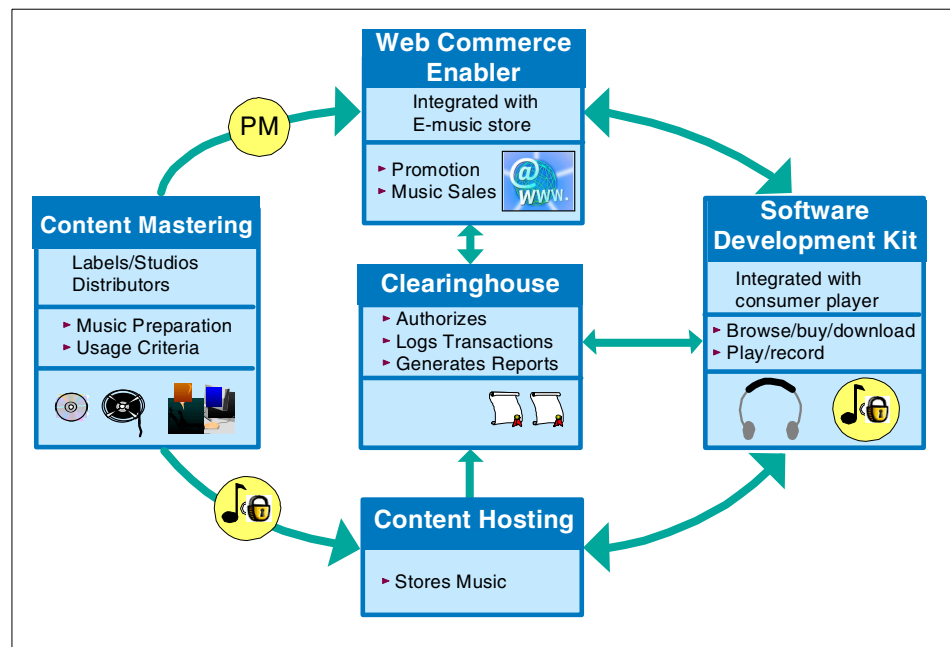 Web Commerce
Enabler
Integrated with
E-music store
Promotion
Music Sales
@
www.
PM
Content Mastering
Labels/Studios
Distributors
Music Preparation
Usage Criteria
Clearinghouse
Authorizes
Logs Transactions
Generates Reports
Software
Development Kit
Integrated with
consumer player
Browse/buy/download
Play/record
Content Hosting
Stores Music